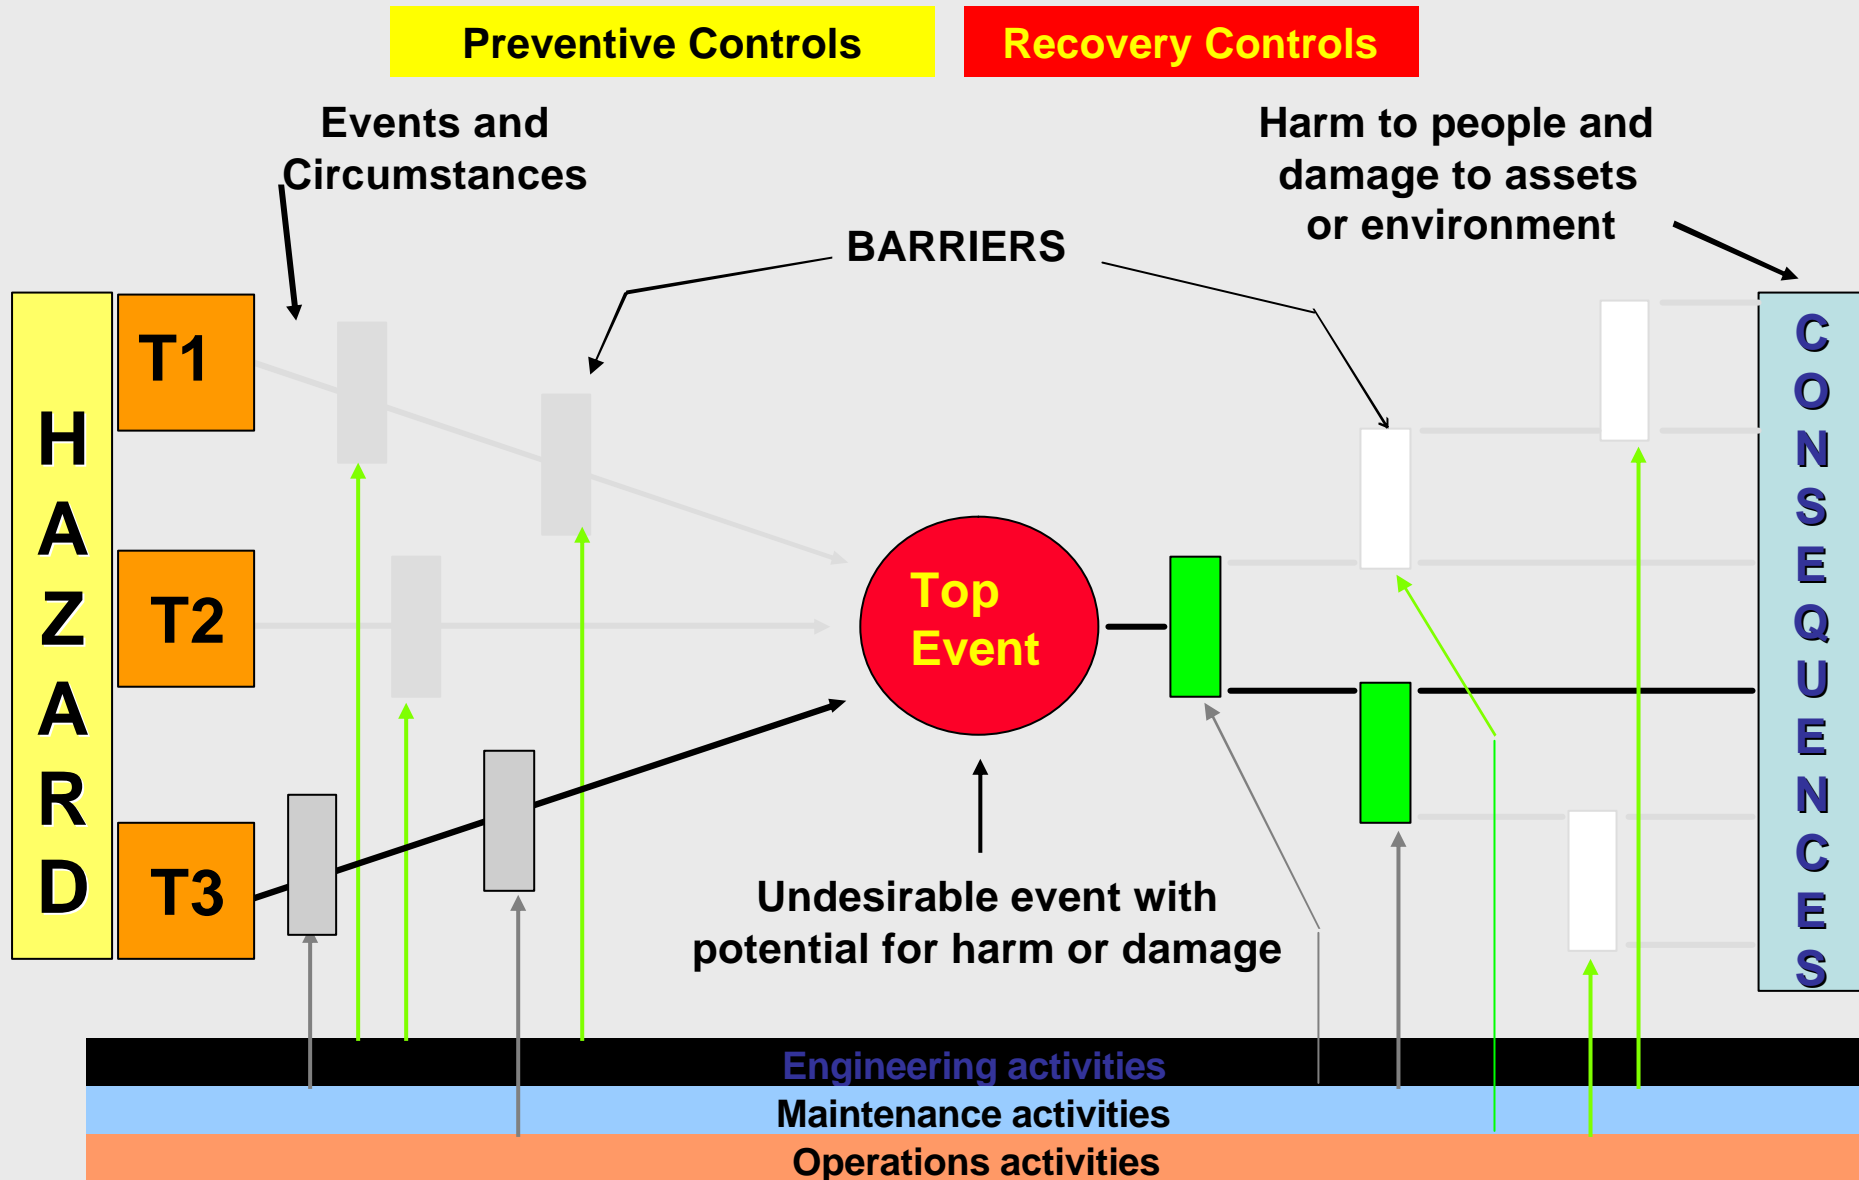 Preventive Controls
Recovery Controls
Events and
Circumstances
Harm to people and
damage to assets
or environment
BARRIERS
HAZARD
T1
T2
T3
Top
Event
CONSEQUENCES
Undesirable event with
potential for harm or damage
Engineering activities
Maintenance activities
Operations activities